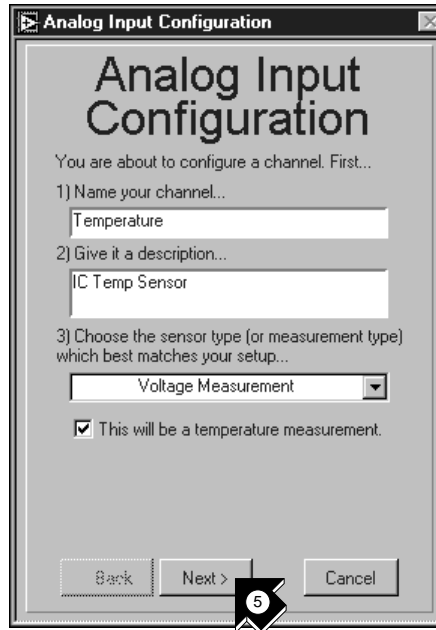 Analog Input Configuration
Analog Input
Configuration
You are about to configure a channel. First...
1) Name your channel...
Temperature
2) Give it a description...
IC Temp Sensor
3) Choose the sensor type (or measurement type)
which best matches your setup...
Voltage Measurement
This will be a temperature measurement.
Back
Next >
Cancel
5